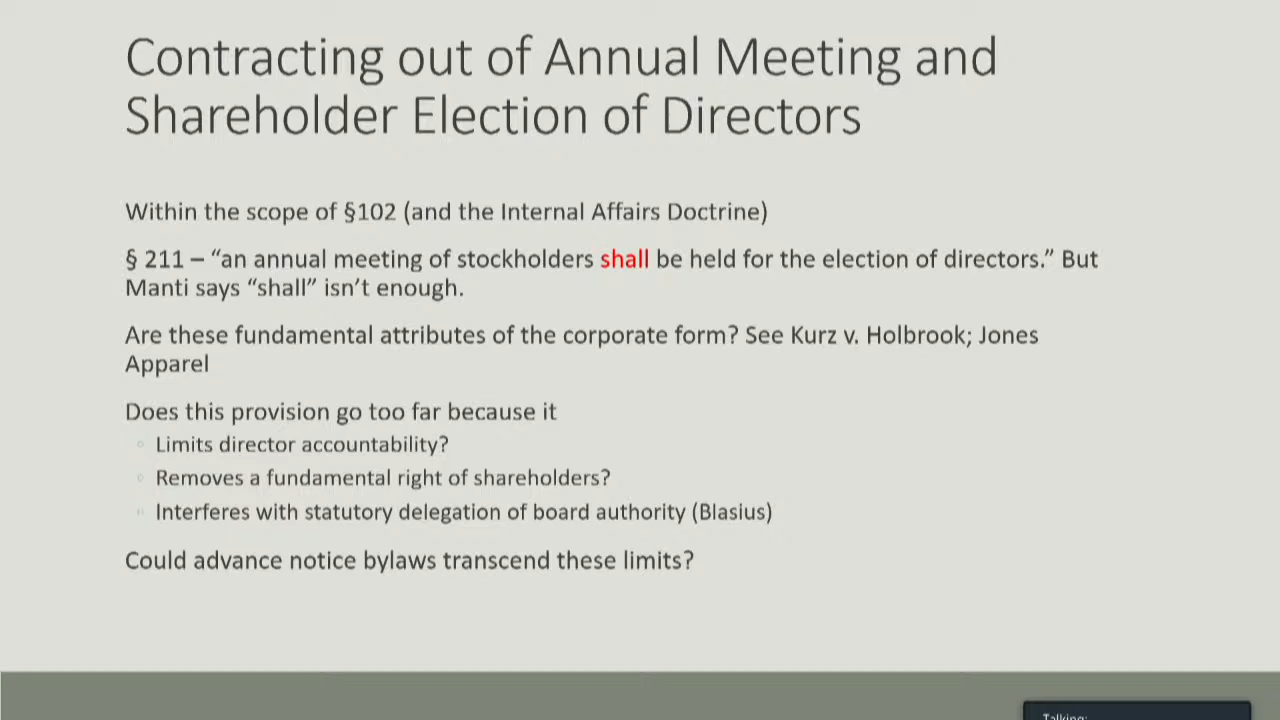 Contracting out of Annual Meeting and
Shareholder Election of Directors
Within the scope of §102 (and the Internal Affairs Doctrine)
§ 211 – “an annual meeting of stockholders shall be held for the election of directors.” But
Manti says “shall” isn’t enough.
Are these fundamental attributes of the corporate form? See Kurz v. Holbrook; Jones
Apparel
Does this provision go too far because it
Limits director accountability?
Removes a fundamental right of shareholders?
Interferes with statutory delegation of board authority (Blasius)
Could advance notice bylaws transcend these limits?
Talking: